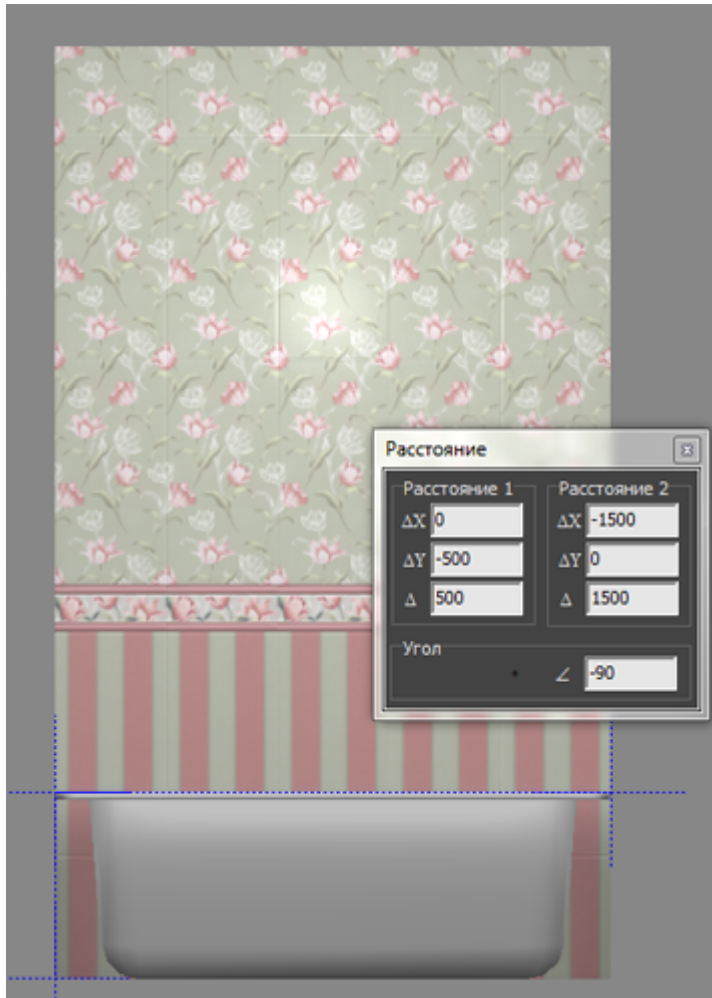 Расстояние
Расстояние 1 Расстояние 2
ΔX 0 ΔX -1500
ΔY -500 ΔY 0
Δ 500 Δ 1500
Угол
∠ -90